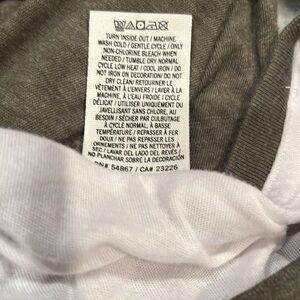 TURN INSIDE OUT / MACHINE
WASH COLD / GENTLE CYCLE / ONLY
NON-CHLORINE BLEACH WHEN
NEEDED / TUMBLE DRY NORMAL
CYCLE LOW HEAT / COOL IRON / DO
NOT IRON ON DECORATION / DO NOT
DRY CLEAN / RETOURNER LE
VÊTEMENT À L'ENVERS / LAVER À LA
MACHINE, À L'EAU FROIDE / CYCLE
DÉLICAT / UTILISER UNIQUEMENT DU
JAVELLISANT SANS CHLORE, AU
BESOIN / SÉCHER PAR CULBUTAGE
À CYCLE NORMAL, À BASSE
TEMPÉRATURE / REPASSER À FER
DOUX / NE PAS REPASSER LES
ORNEMENTS / NE PAS NETTOYER À
SEC / LAVAR DEL LADO DEL REVÉS /
NO PLANCHAR SOBRE LA DECORACIÓN
RN# 54867 / CA# 23226